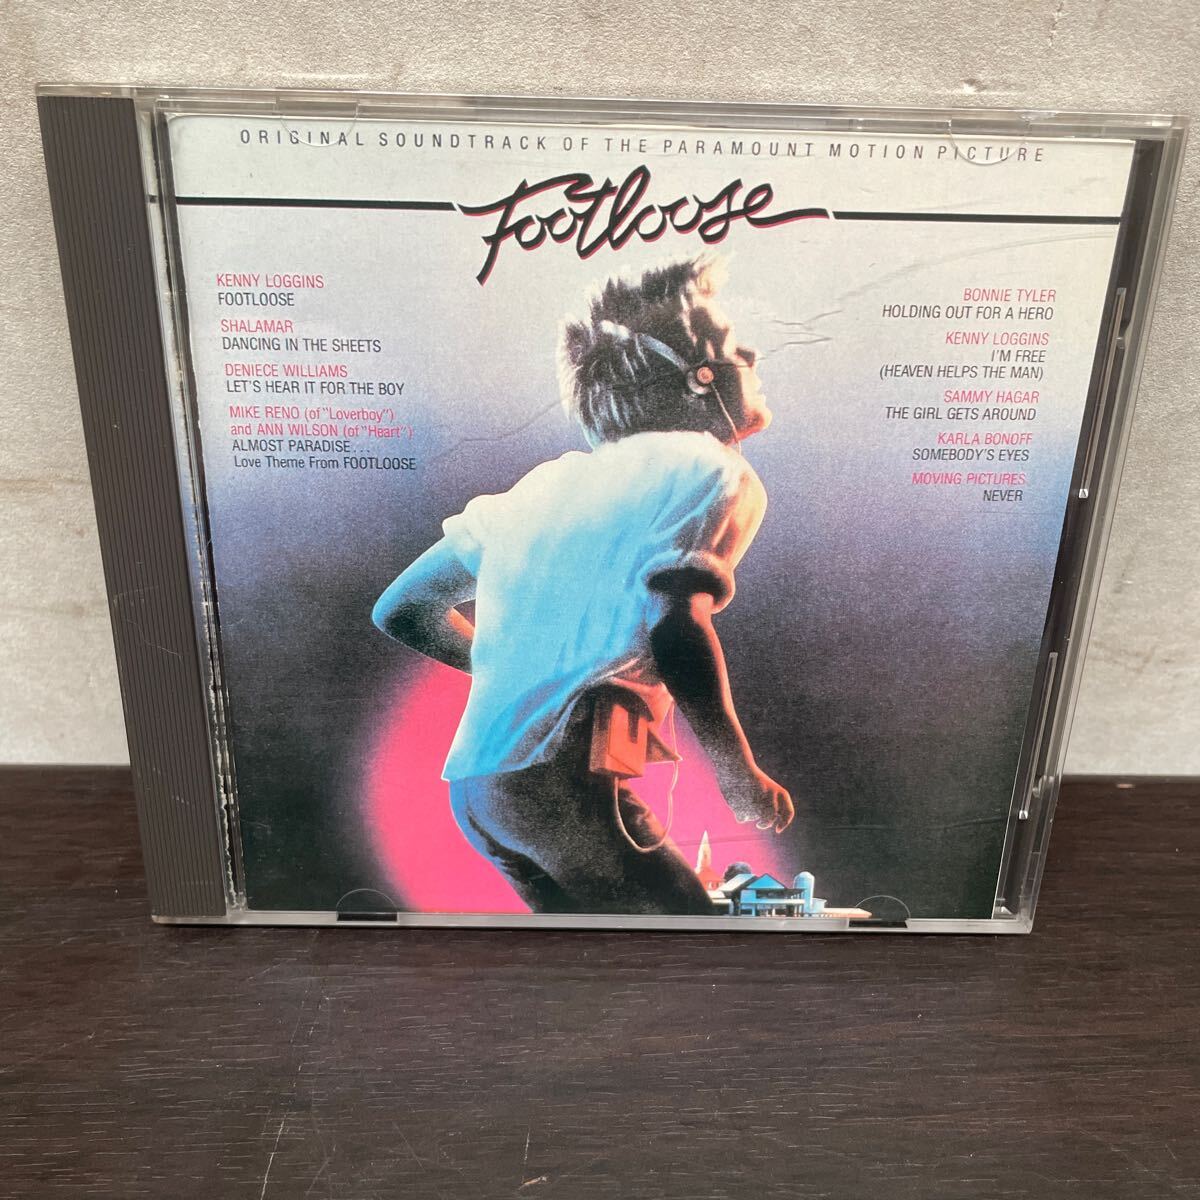 ORIGINAL SOUNDTRACK OF THE PARAMOUNT MOTION PICTURE
Footloose
KENNY LOGGINS
FOOTLOOSE
SHALAMAR
DANCING IN THE SHEETS
DENIECE WILLIAMS
LET'S HEAR IT FOR THE BOY
MIKE RENO (of "Loverboy")
and ANN WILSON (of "Heart")
ALMOST PARADISE...
Love Theme From FOOTLOOSE
BONNIE TYLER
HOLDING OUT FOR A HERO
KENNY LOGGINS
I'M FREE
(HEAVEN HELPS THE MAN)
SAMMY HAGAR
THE GIRL GETS AROUND
KARLA BONOFF
SOMEBODY'S EYES
MOVING PICTURES
NEVER